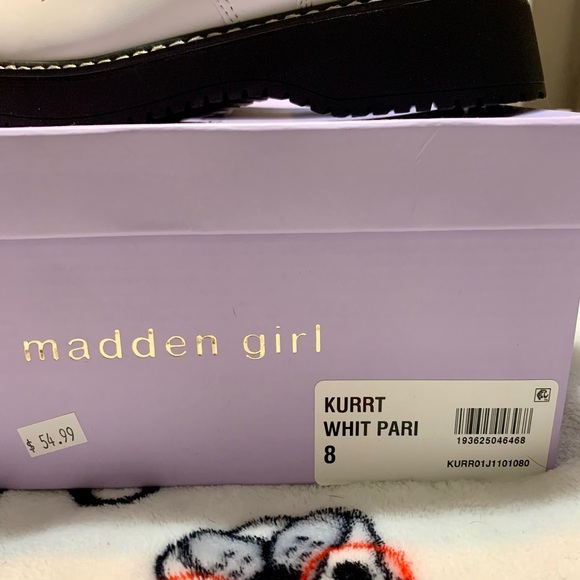 madden girl
$ 54.99
KURRT
WHIT PARI
8
193625046468
KURR01J1101080